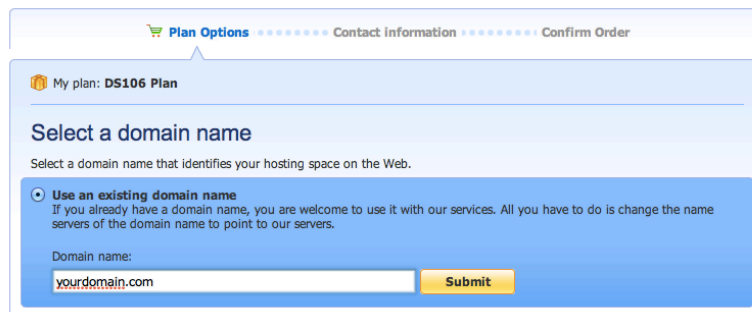 Plan Options Contact information Confirm Order
My plan: DS106 Plan
Select a domain name
Select a domain name that identifies your hosting space on the Web.
Use an existing domain name
If you already have a domain name, you are welcome to use it with our services. All you have to do is change the name
servers of the domain name to point to our servers.
Domain name:
yourdomain.com Submit